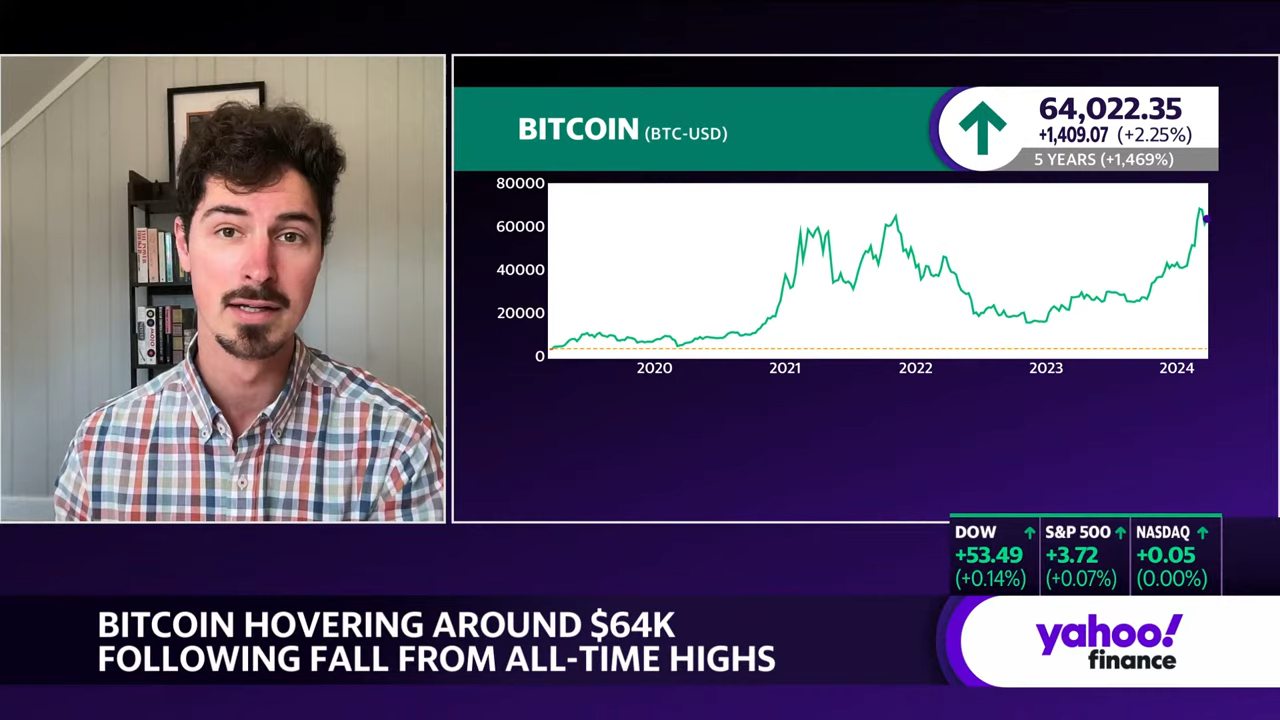 BITCOIN (BTC-USD)
64,022.35
+1,409.07 (+2.25%)
5 YEARS (+1,469%)
80000
60000
40000
20000
0
2020 2021 2022 2023 2024
DOW
+53.49
(+0.14%)
S&P 500
+3.72
(+0.07%)
NASDAQ
+0.05
(0.00%)
BITCOIN HOVERING AROUND $64K
FOLLOWING FALL FROM ALL-TIME HIGHS
yahoo!
finance